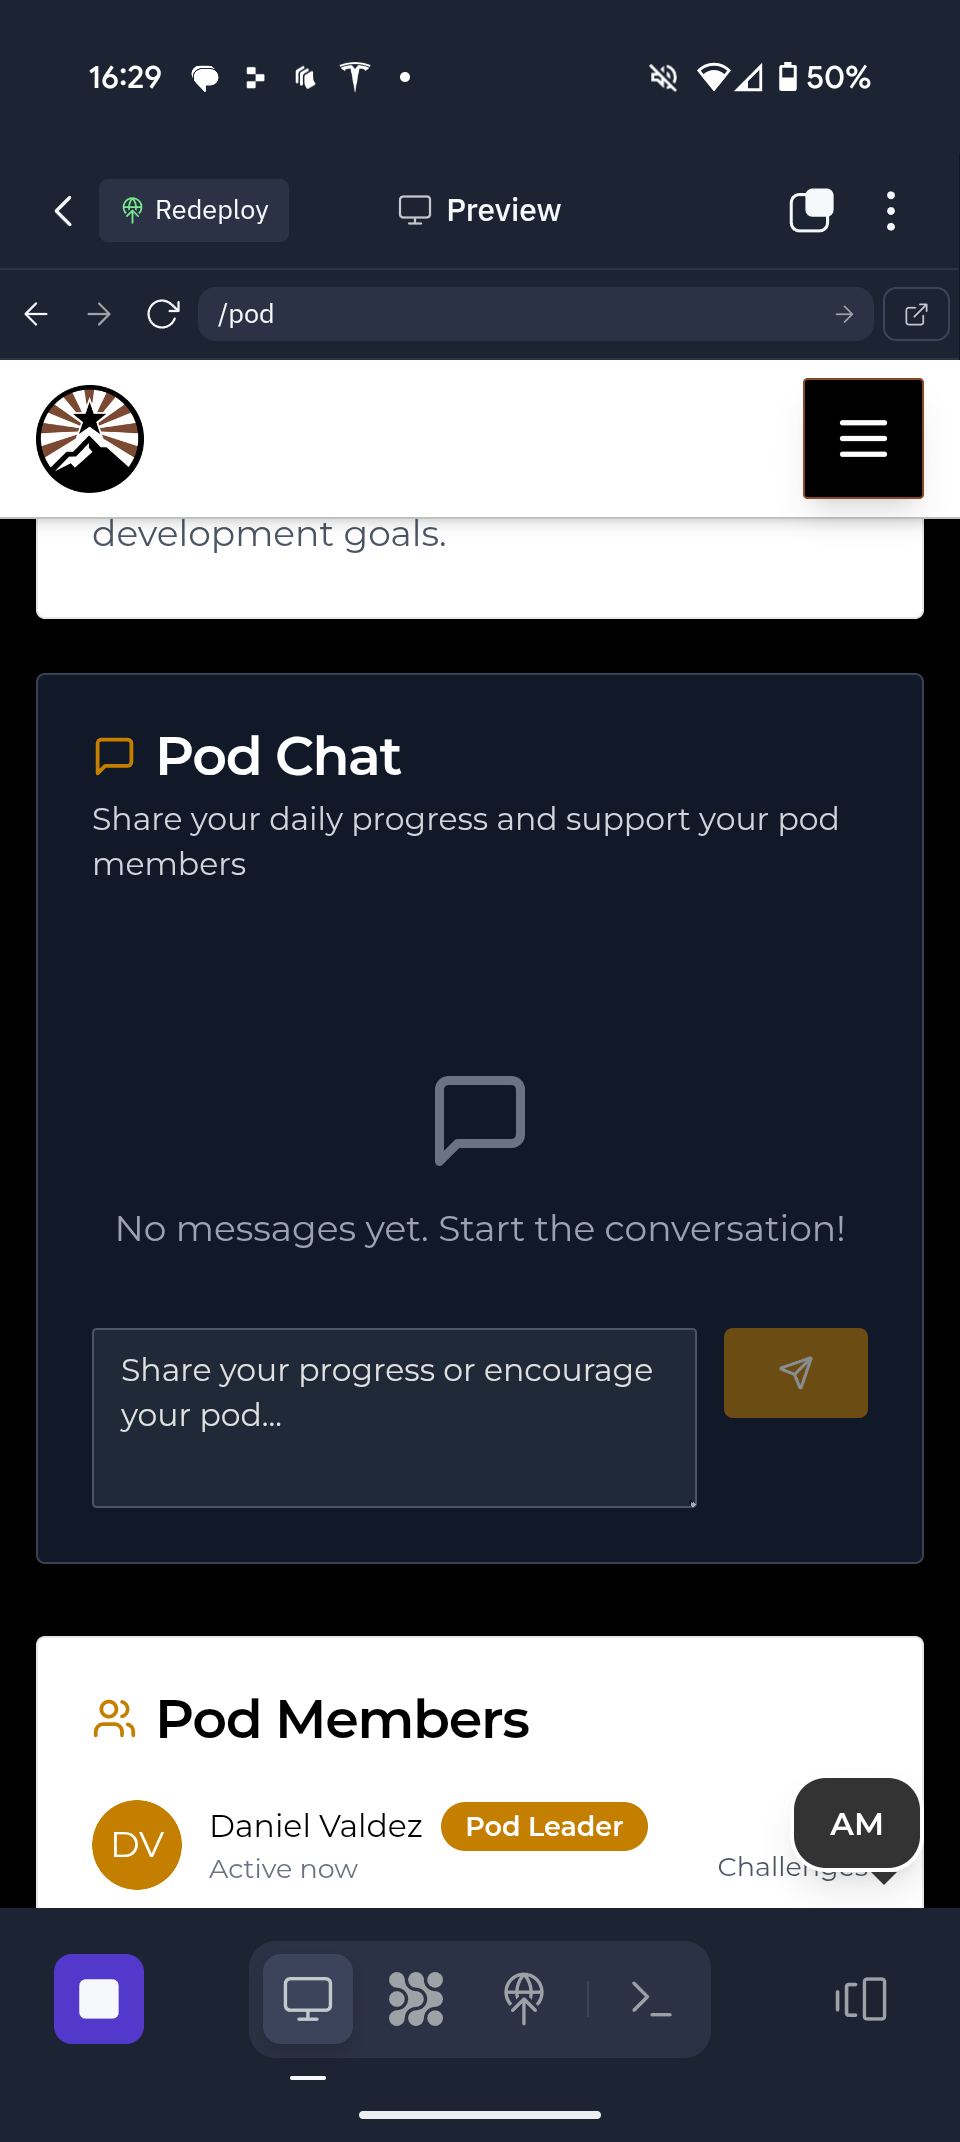 16:29
50%
Redeploy
Preview
/pod
development goals.
Pod Chat
Share your daily progress and support your pod
members
No messages yet. Start the conversation!
Share your progress or encourage
your pod...
Pod Members
DV
Daniel Valdez
Pod Leader
Active now
AM